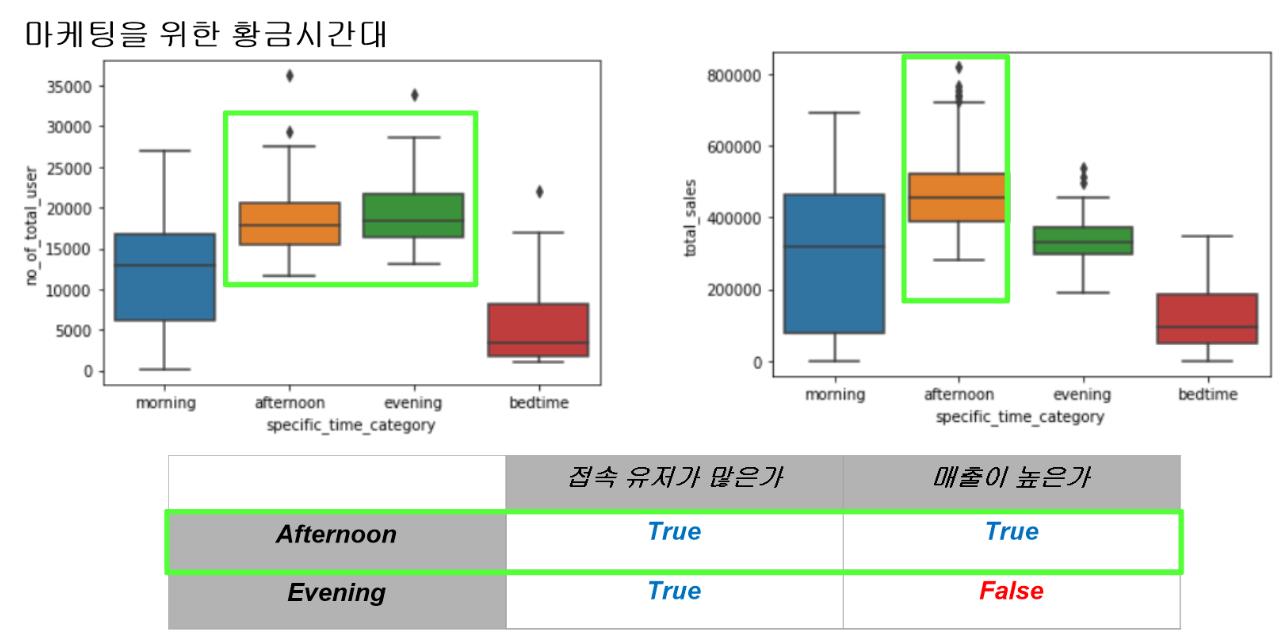 마케팅을 위한 황금시간대
35000
30000
25000
20000
15000
10000
5000
0
no_of_total_user
morning afternoon evening bedtime
specific_time_category
800000
600000
400000
200000
0
total_sales
morning afternoon evening bedtime
specific_time_category
접속 유저가 많은가 매출이 높은가
Afternoon True True
Evening True False